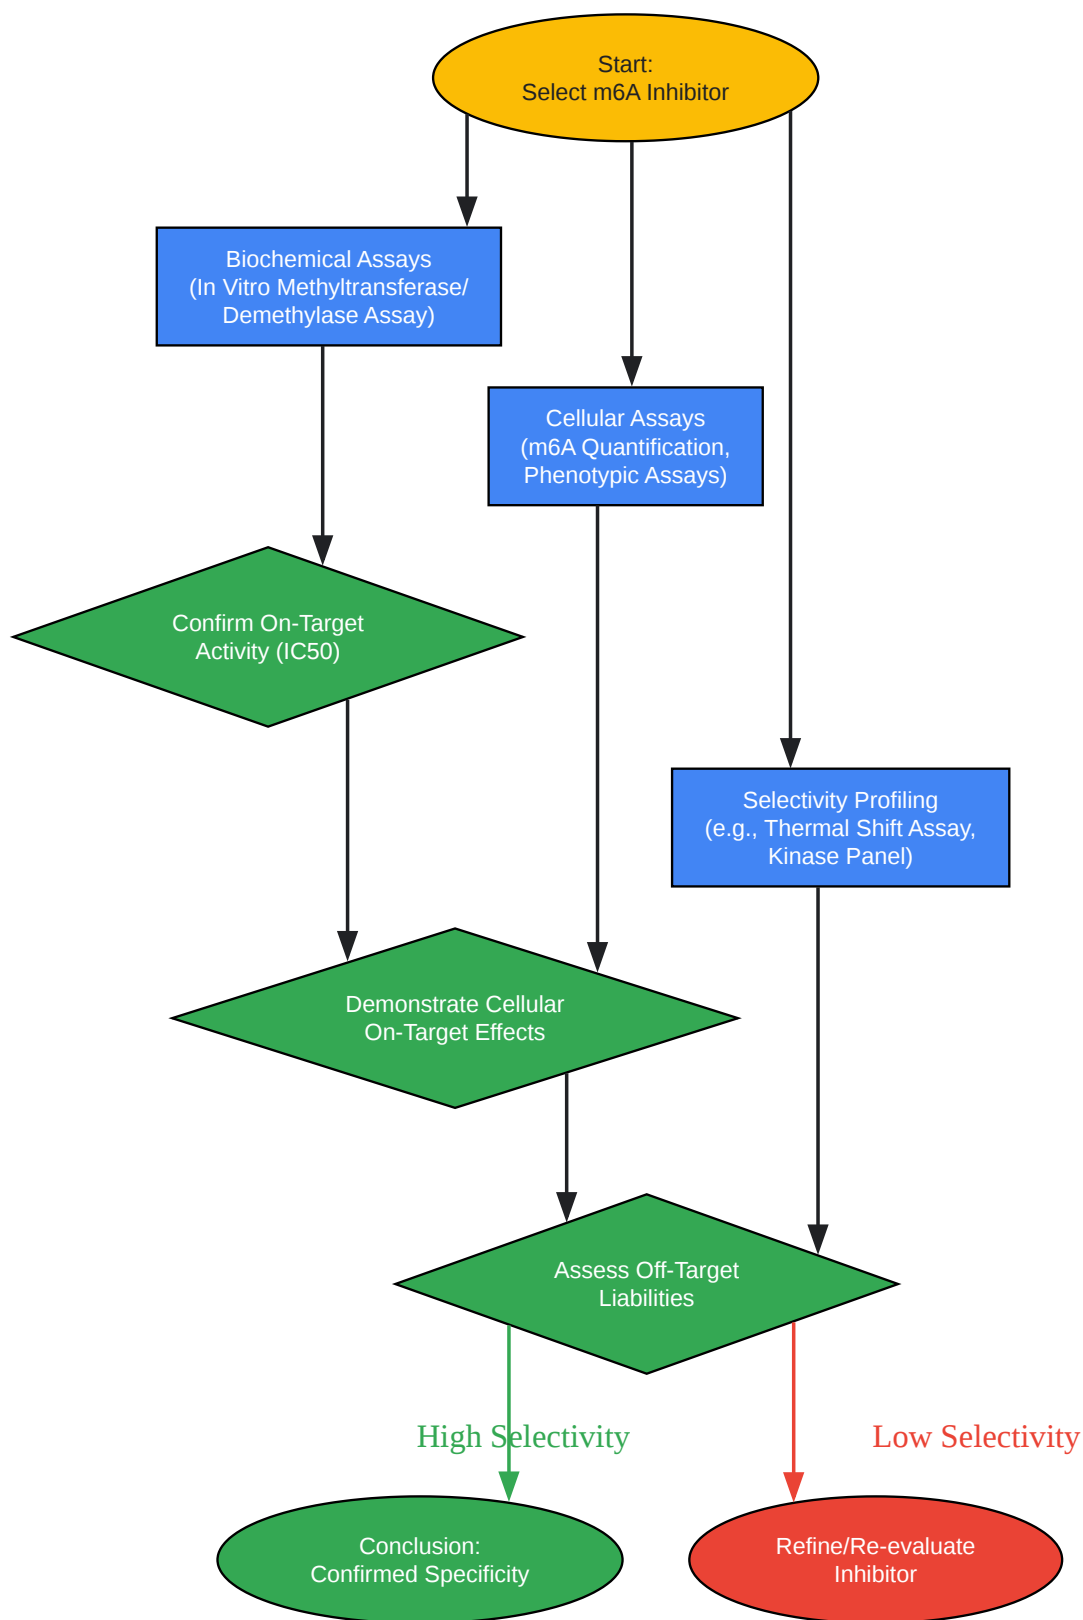 Start:
Select m6A Inhibitor
Biochemical Assays
(In Vitro Methyltransferase/
Demethylase Assay)
Cellular Assays
(m6A Quantification,
Phenotypic Assays)
Confirm On-Target
Activity (IC50)
Selectivity Profiling
(e.g., Thermal Shift Assay,
Kinase Panel)
Demonstrate Cellular
On-Target Effects
Assess Off-Target
Liabilities
High Selectivity
Low Selectivity
Conclusion:
Confirmed Specificity
Refine/Re-evaluate
Inhibitor